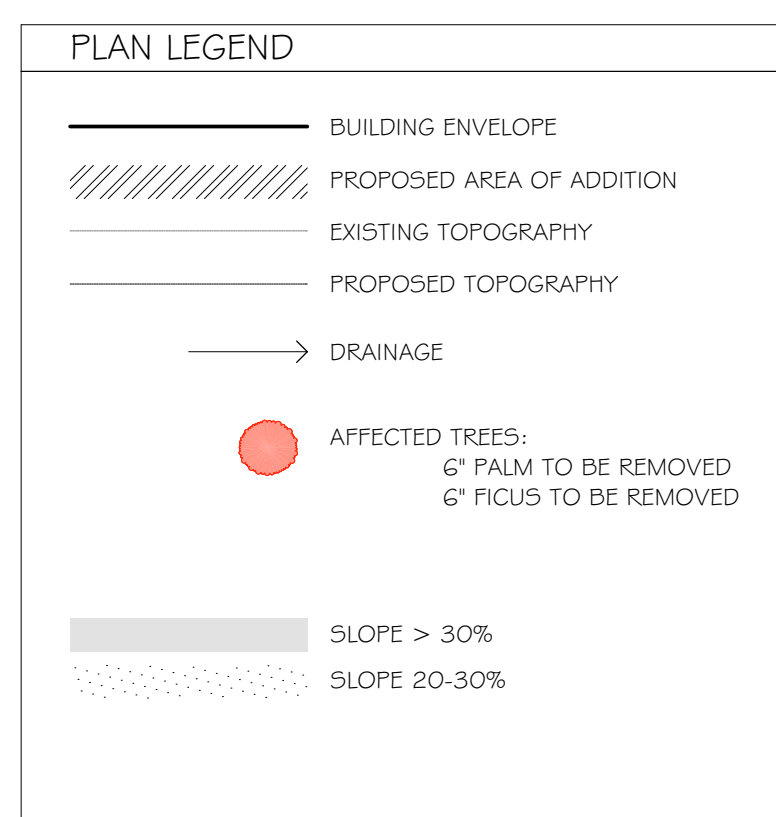 PLAN LEGEND
BUILDING ENVELOPE
PROPOSED AREA OF ADDITION
EXISTING TOPOGRAPHY
PROPOSED TOPOGRAPHY
DRAINAGE
AFFECTED TREES:
6" PALM TO BE REMOVED
6" FICUS TO BE REMOVED
SLOPE > 30%
SLOPE 20-30%